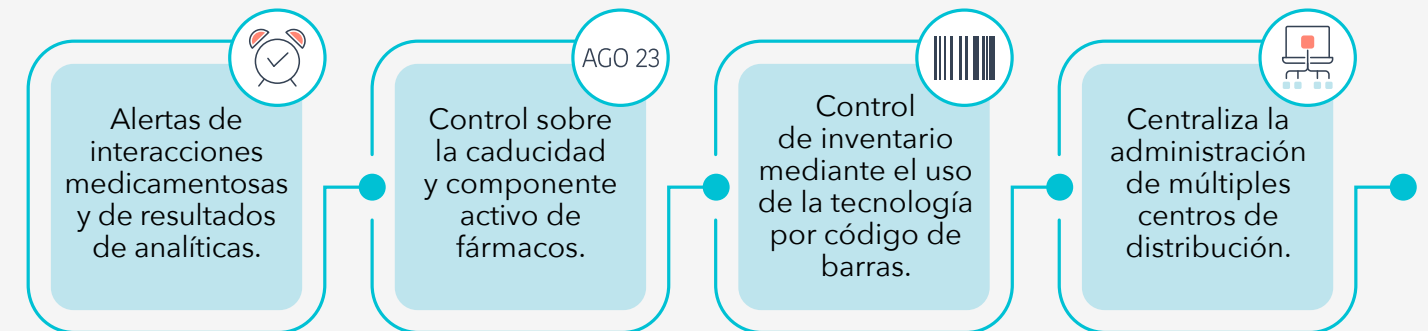 Alertas de
interacciones
medicamentosas
y de resultados
de analíticas.
AGO 23
Control sobre
la caducidad
y componente
activo de
fármacos.
Control
de inventario
mediante el uso
de la tecnología
por código de
barras.
Centraliza la
administración
de múltiples
centros de
distribución.